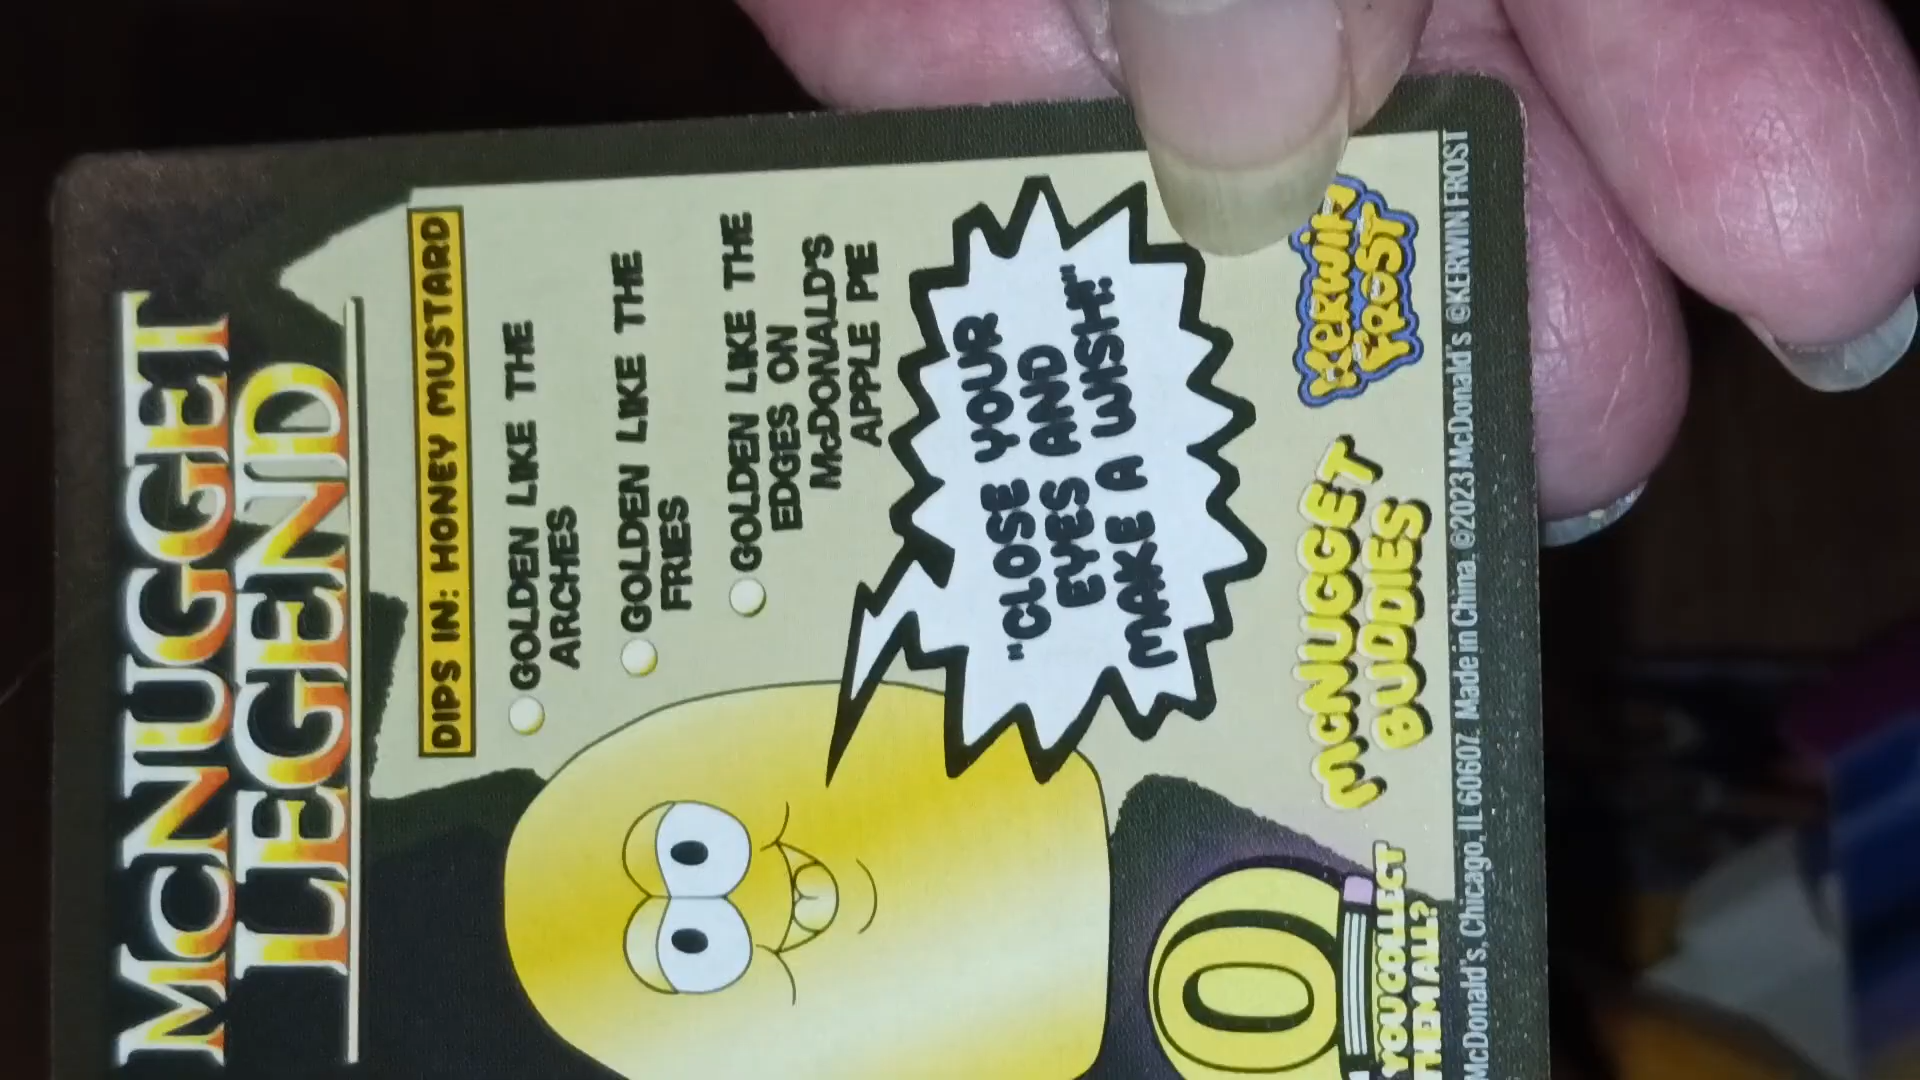 McNUGGET
LEGEND
DIPS IN: HONEY MUSTARD
GOLDEN LIKE THE
ARCHES
GOLDEN LIKE THE
FRIES
GOLDEN LIKE THE
EDGES ON
McDONALD'S
APPLE PIE
"CLOSE YOUR
EYES AND
MAKE A WISH!"
0
YOU COLLECT
THEM ALL?
McNUGGET
BUDDIES
KERWIN
FROST
McDonald's, Chicago, IL 60607. Made in China. ©2023 McDonald's ©KERWIN FROST